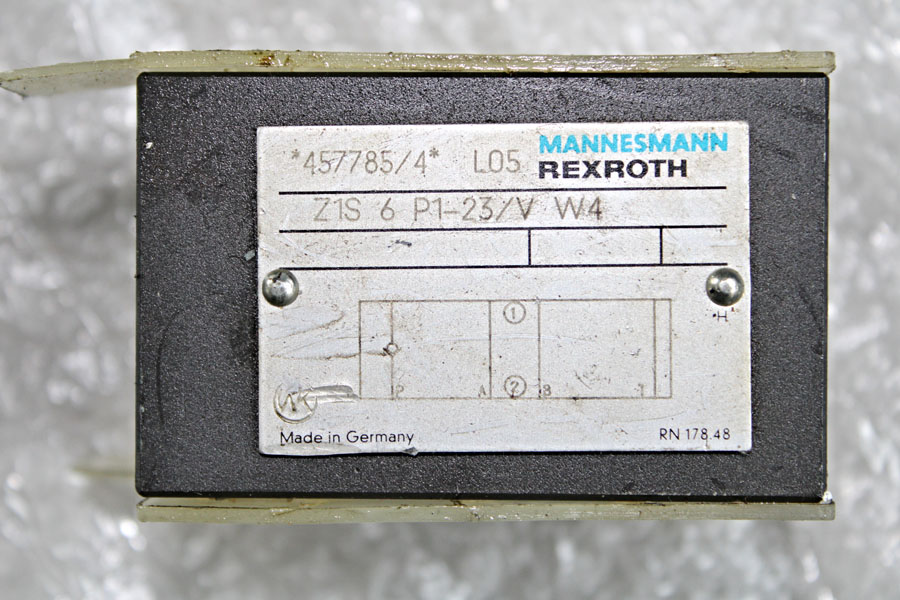 *457785/4* L05 MANNESMANN
REXROTH
Z1S 6 P1-23/V W4
①
H
P A ② B T
Made in Germany
RN 178.48